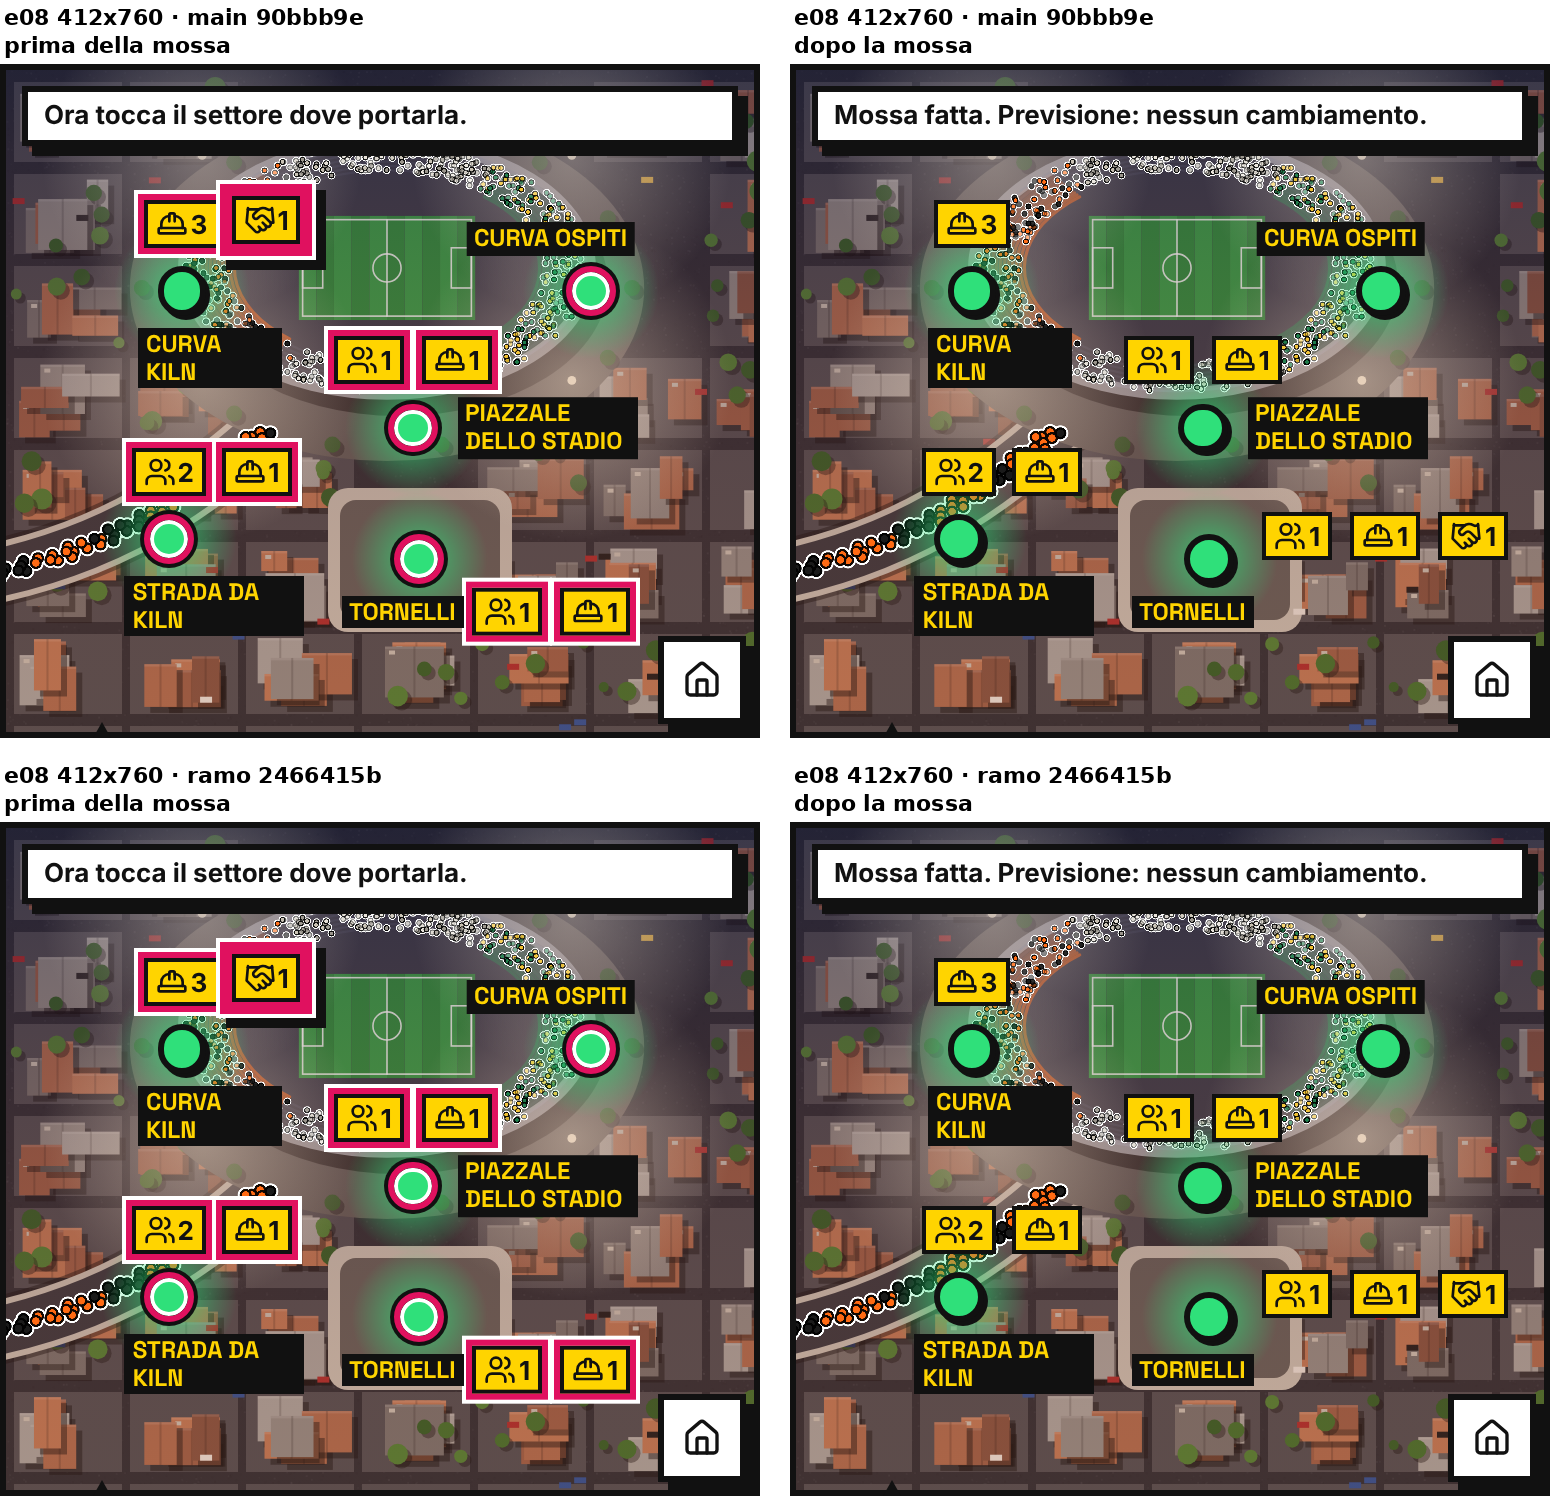 e08 412x760 · main 90bbb9e
prima della mossa
Ora tocca il settore dove portarla.
3
1
CURVA OSPITI
CURVA
KILN
1
1
PIAZZALE
DELLO STADIO
2
1
STRADA DA
KILN
TORNELLI
1
1
e08 412x760 · main 90bbb9e
dopo la mossa
Mossa fatta. Previsione: nessun cambiamento.
3
CURVA OSPITI
CURVA
KILN
1
1
PIAZZALE
DELLO STADIO
2
1
1
1
1
STRADA DA
KILN
TORNELLI
e08 412x760 · ramo 2466415b
prima della mossa
Ora tocca il settore dove portarla.
3
1
CURVA OSPITI
CURVA
KILN
1
1
PIAZZALE
DELLO STADIO
2
1
STRADA DA
KILN
TORNELLI
1
1
e08 412x760 · ramo 2466415b
dopo la mossa
Mossa fatta. Previsione: nessun cambiamento.
3
CURVA OSPITI
CURVA
KILN
1
1
PIAZZALE
DELLO STADIO
2
1
1
1
1
STRADA DA
KILN
TORNELLI